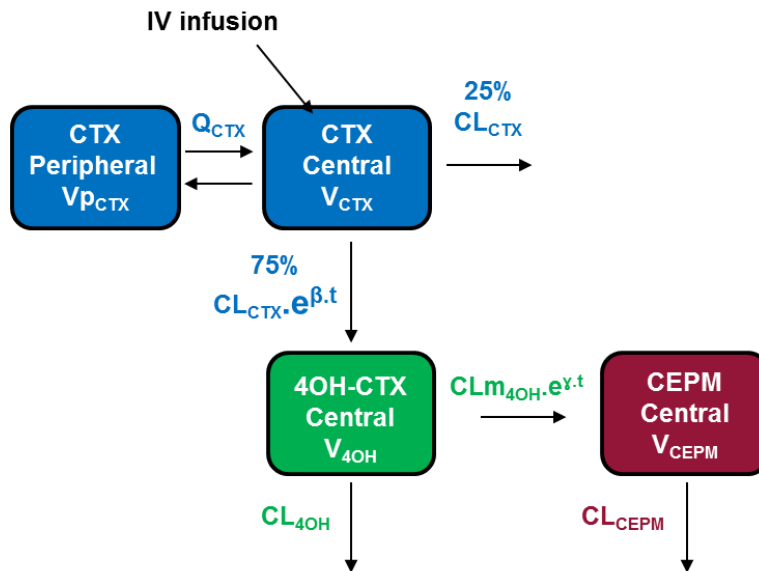 IV infusion
25%
CL_CTX
Q_CTX
CTX
Peripheral
Vp_CTX
CTX
Central
V_CTX
75%
CL_CTX.e^β.t
4OH-CTX
Central
V_4OH
CLm_4OH.e^ɣ.t
CEPM
Central
V_CEPM
CL_4OH
CL_CEPM